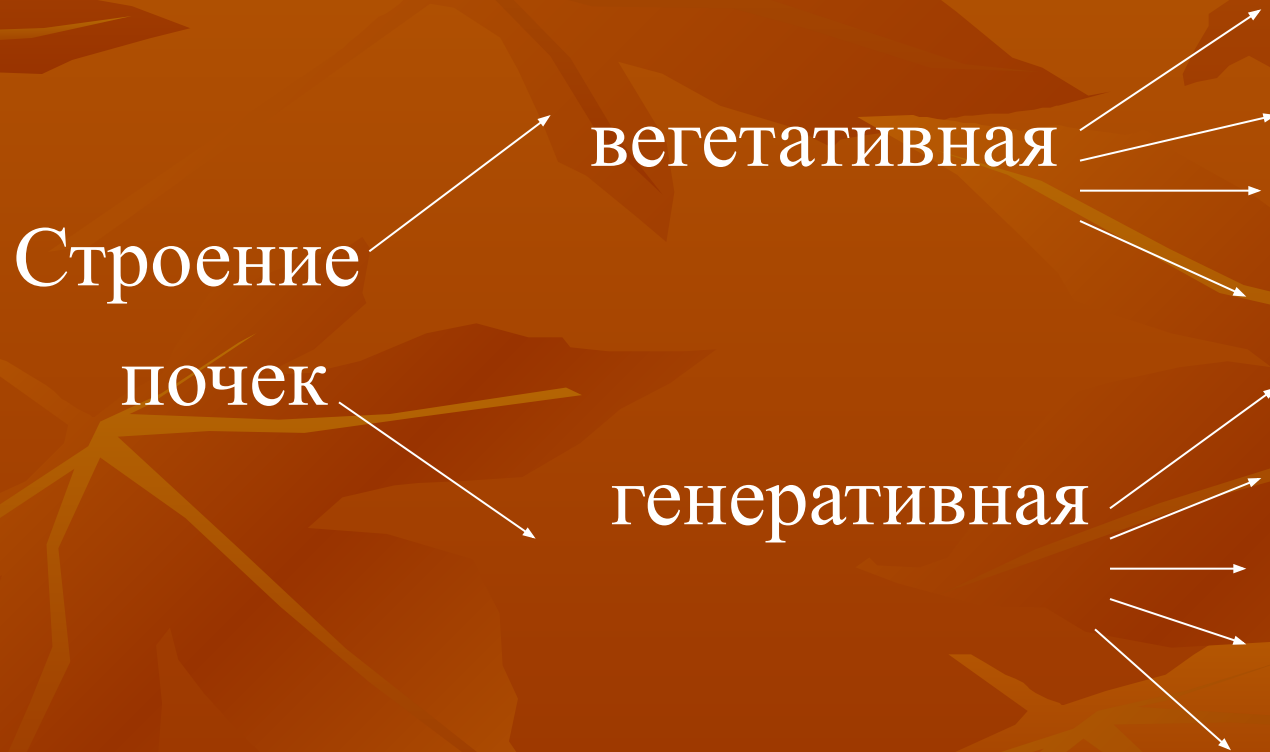 Строение
почек
вегетативная
генеративная